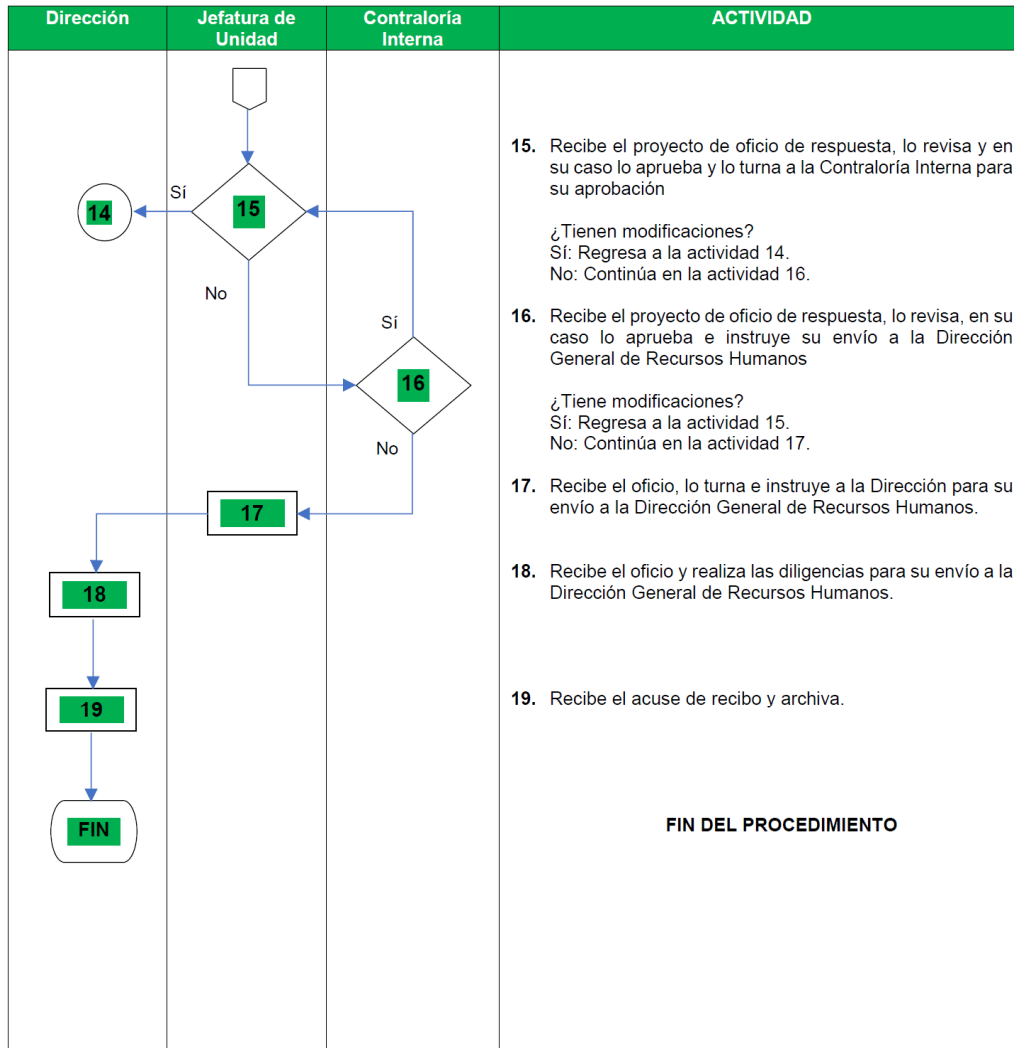 Dirección
Jefatura de
Unidad
Contraloría
Interna
ACTIVIDAD
Sí
14
15
No
Sí
16
No
17
18
19
FIN
15. Recibe el proyecto de oficio de respuesta, lo revisa y en
su caso lo aprueba y lo turna a la Contraloría Interna para
su aprobación
¿Tienen modificaciones?
Sí: Regresa a la actividad 14.
No: Continúa en la actividad 16.
16. Recibe el proyecto de oficio de respuesta, lo revisa, en su
caso lo aprueba e instruye su envío a la Dirección
General de Recursos Humanos
¿Tiene modificaciones?
Sí: Regresa a la actividad 15.
No: Continúa en la actividad 17.
17. Recibe el oficio, lo turna e instruye a la Dirección para su
envío a la Dirección General de Recursos Humanos.
18. Recibe el oficio y realiza las diligencias para su envío a la
Dirección General de Recursos Humanos.
19. Recibe el acuse de recibo y archiva.
FIN DEL PROCEDIMIENTO